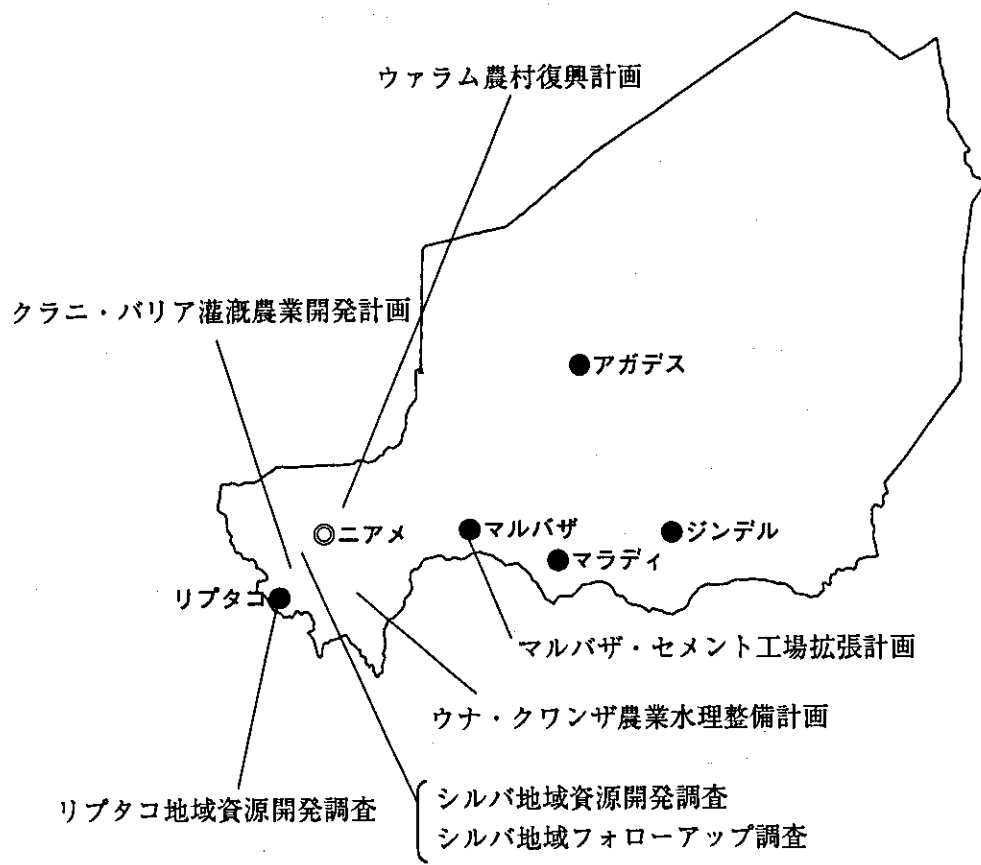 ウァラム農村復興計画
クラニ・バリア灌漑農業開発計画
アガデス
ニアメ
マルバザ
ジンデル
マラディ
リプタコ
マルバザ・セメント工場拡張計画
ウナ・クワンザ農業水理整備計画
リプタコ地域資源開発調査
シルバ地域資源開発調査
シルバ地域フォローアップ調査